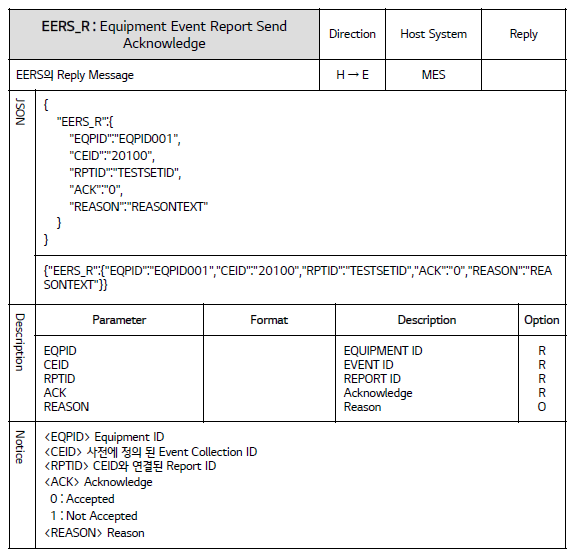 EERS_R : Equipment Event Report Send
Acknowledge
Direction
Host System
Reply
EERS의 Reply Message
H → E
MES
JSON
{
"EERS_R":{
"EQPID":"EQPID001",
"CEID":"20100",
"RPTID":"TESTSETID",
"ACK":"0",
"REASON":"REASONTEXT"
}
}
{"EERS_R":{"EQPID":"EQPID001","CEID":"20100","RPTID":"TESTSETID","ACK":"0","REASON":"REA
SONTEXT"}}
Description
Parameter
Format
Description
Option
EQPID EQUIPMENT ID R
CEID EVENT ID R
RPTID REPORT ID R
ACK Acknowledge R
REASON Reason O
Notice
<EQPID> Equipment ID
<CEID> 사전에 정의 된 Event Collection ID
<RPTID> CEID와 연결된 Report ID
<ACK> Acknowledge
0 : Accepted
1 : Not Accepted
<REASON> Reason